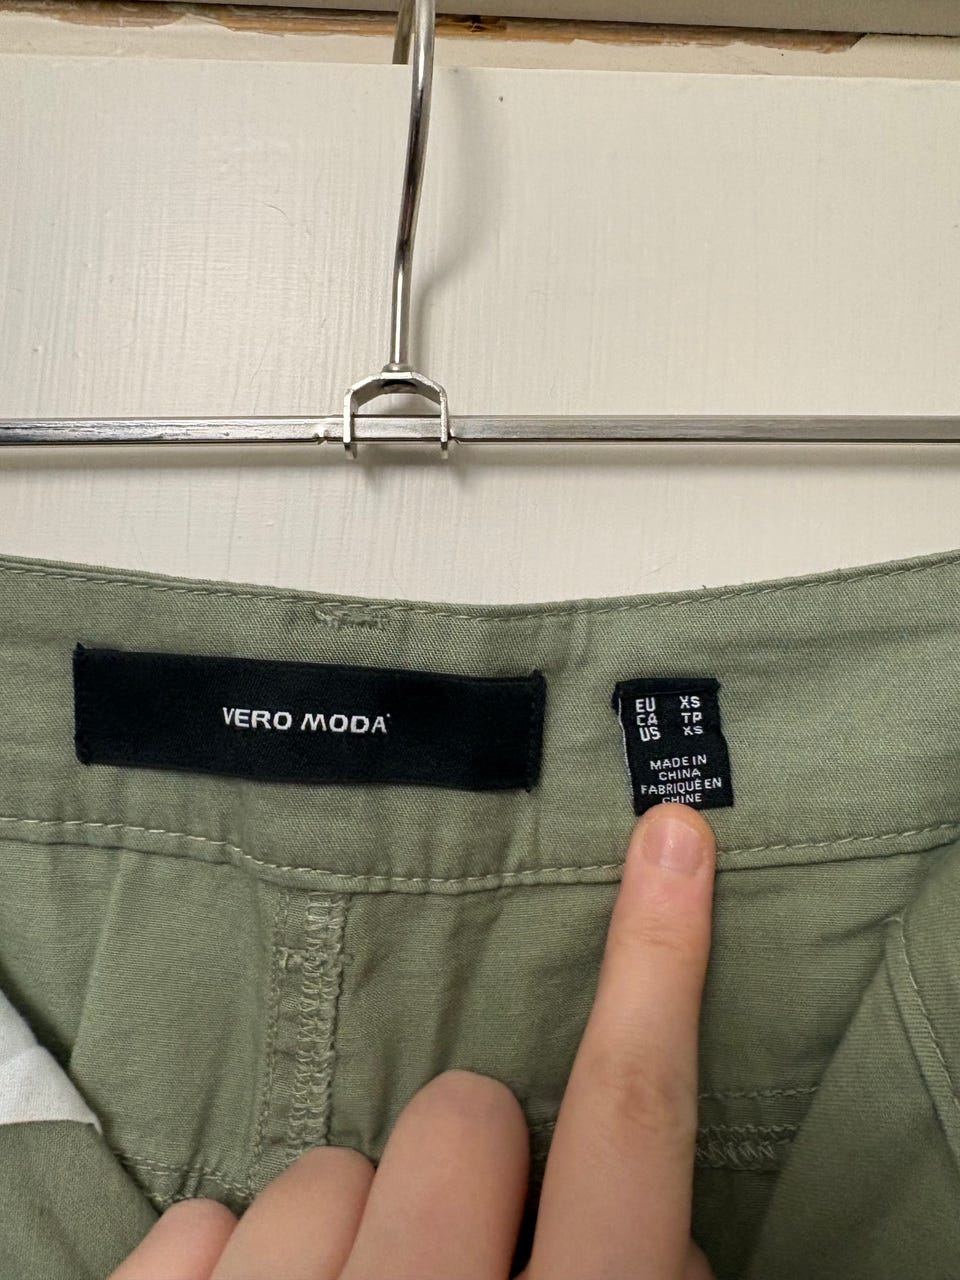 VERO MODA
EU XS
CA TP
US XS
MADE IN
CHINA
FABRIQUÉ EN
CHINE